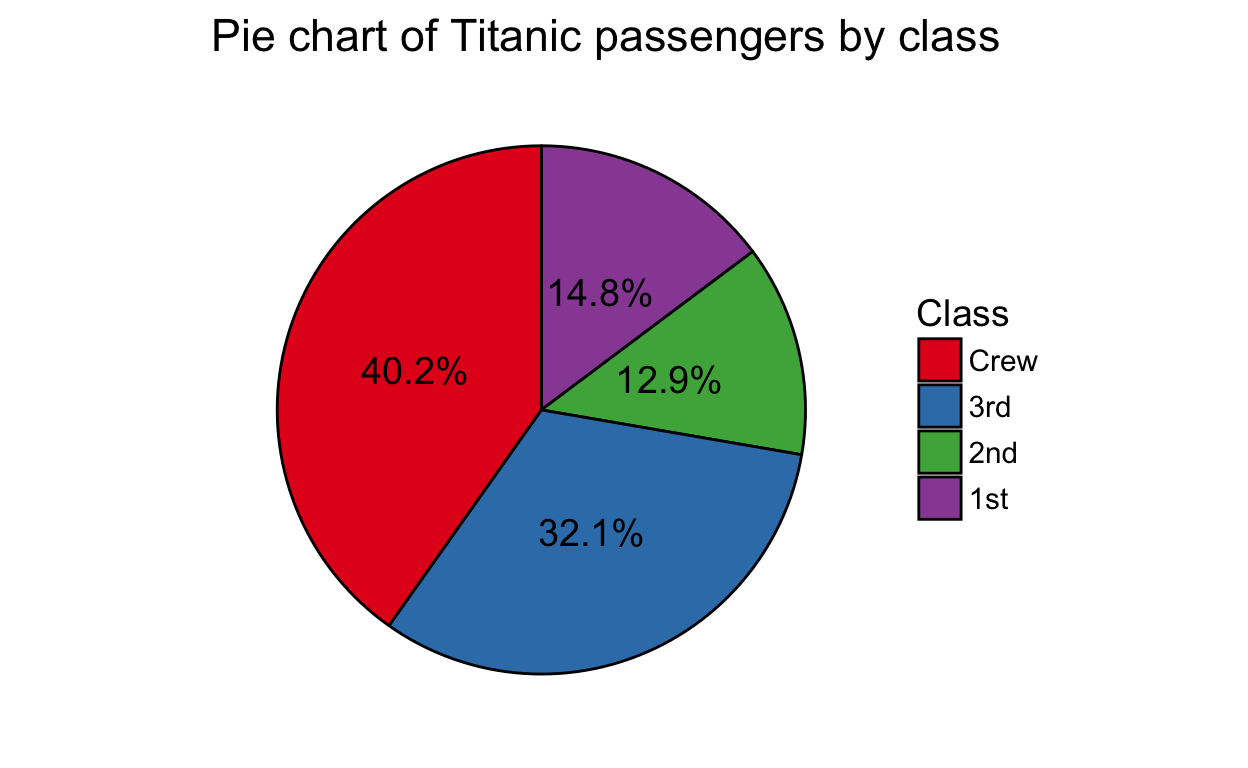 Pie chart of Titanic passengers by class
14.8%
40.2%
12.9%
32.1%
Class
Crew
3rd
2nd
1st